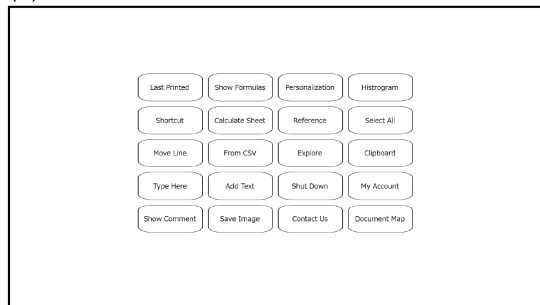 Last Printed Show Formulas Personalization Histrogram
Shortcut Calculate Sheet Reference Select All
Move Line From CSV Explore Clipboard
Type Here Add Text Shut Down My Account
Show Comment Save Image Contact Us Document Map